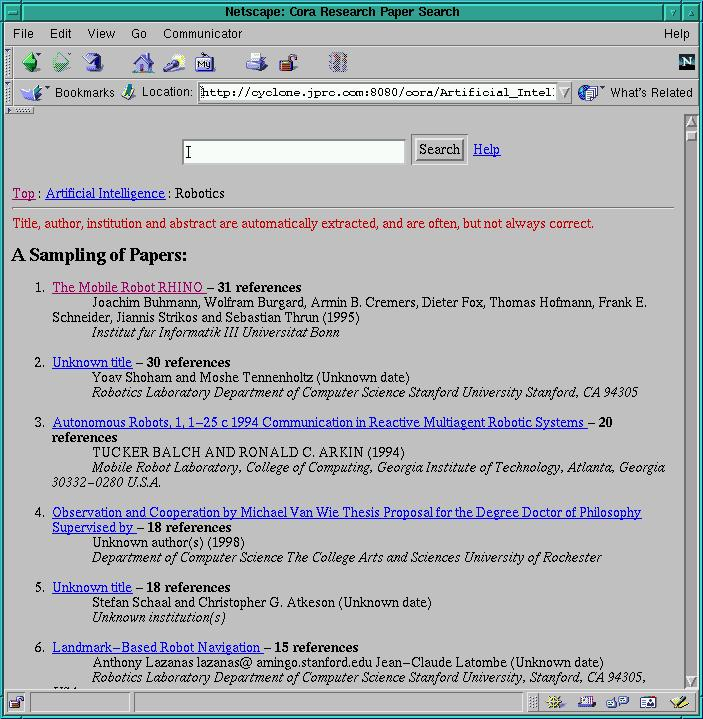 Netscape: Cora Research Paper Search
File Edit View Go Communicator Help
My N
Bookmarks Location: http://cyclone.jprc.com:8080/cora/Artificial_Intel What's Related
Search Help
Top : Artificial Intelligence : Robotics
Title, author, institution and abstract are automatically extracted, and are often, but not always correct.
A Sampling of Papers:
1. The Mobile Robot RHINO – 31 references
Joachim Buhmann, Wolfram Burgard, Armin B. Cremers, Dieter Fox, Thomas Hofmann, Frank E.
Schneider, Jiannis Strikos and Sebastian Thrun (1995)
Institut fur Informatik III Universitat Bonn
2. Unknown title – 30 references
Yoav Shoham and Moshe Tennenholtz (Unknown date)
Robotics Laboratory Department of Computer Science Stanford University Stanford, CA 94305
3. Autonomous Robots, 1, 1–25 c 1994 Communication in Reactive Multiagent Robotic Systems – 20
references
TUCKER BALCH AND RONALD C. ARKIN (1994)
Mobile Robot Laboratory, College of Computing, Georgia Institute of Technology, Atlanta, Georgia
30332–0280 U.S.A.
4. Observation and Cooperation by Michael Van Wie Thesis Proposal for the Degree Doctor of Philosophy
Supervised by – 18 references
Unknown author(s) (1998)
Department of Computer Science The College Arts and Sciences University of Rochester
5. Unknown title – 18 references
Stefan Schaal and Christopher G. Atkeson (Unknown date)
Unknown institution(s)
6. Landmark–Based Robot Navigation – 15 references
Anthony Lazanas lazanas@ amingo.stanford.edu Jean–Claude Latombe (Unknown date)
Robotics Laboratory Department of Computer Science Stanford University, Stanford, CA 94305,